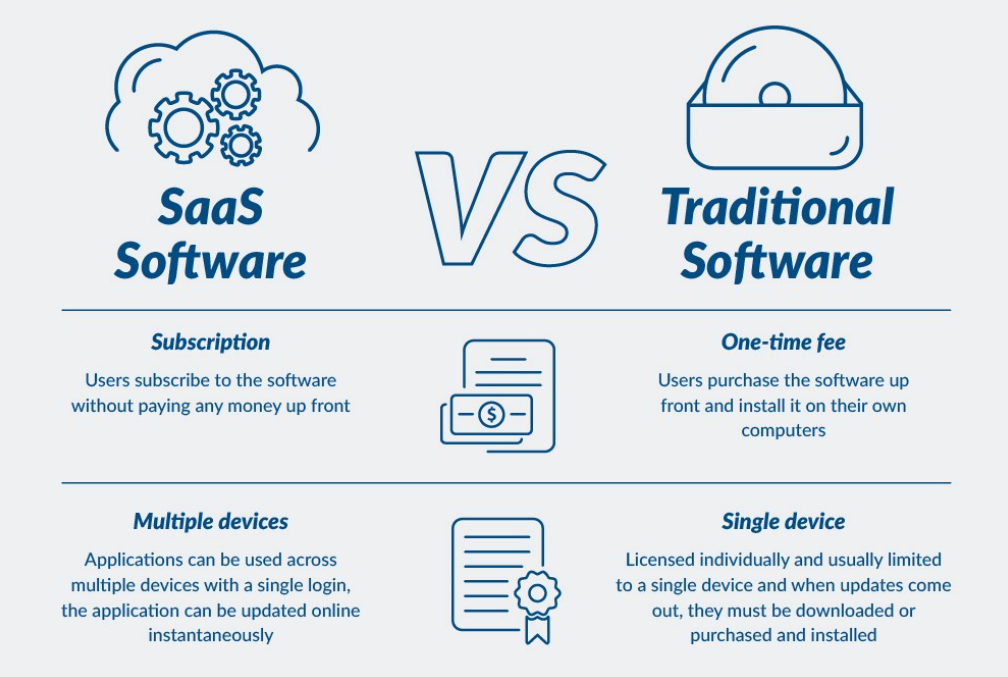 SaaS
Software
VS
Traditional
Software
Subscription
Users subscribe to the software
without paying any money up front
$
One-time fee
Users purchase the software up
front and install it on their own
computers
Multiple devices
Applications can be used across
multiple devices with a single login,
the application can be updated online
instantaneously
Single device
Licensed individually and usually limited
to a single device and when updates come
out, they must be downloaded or
purchased and installed